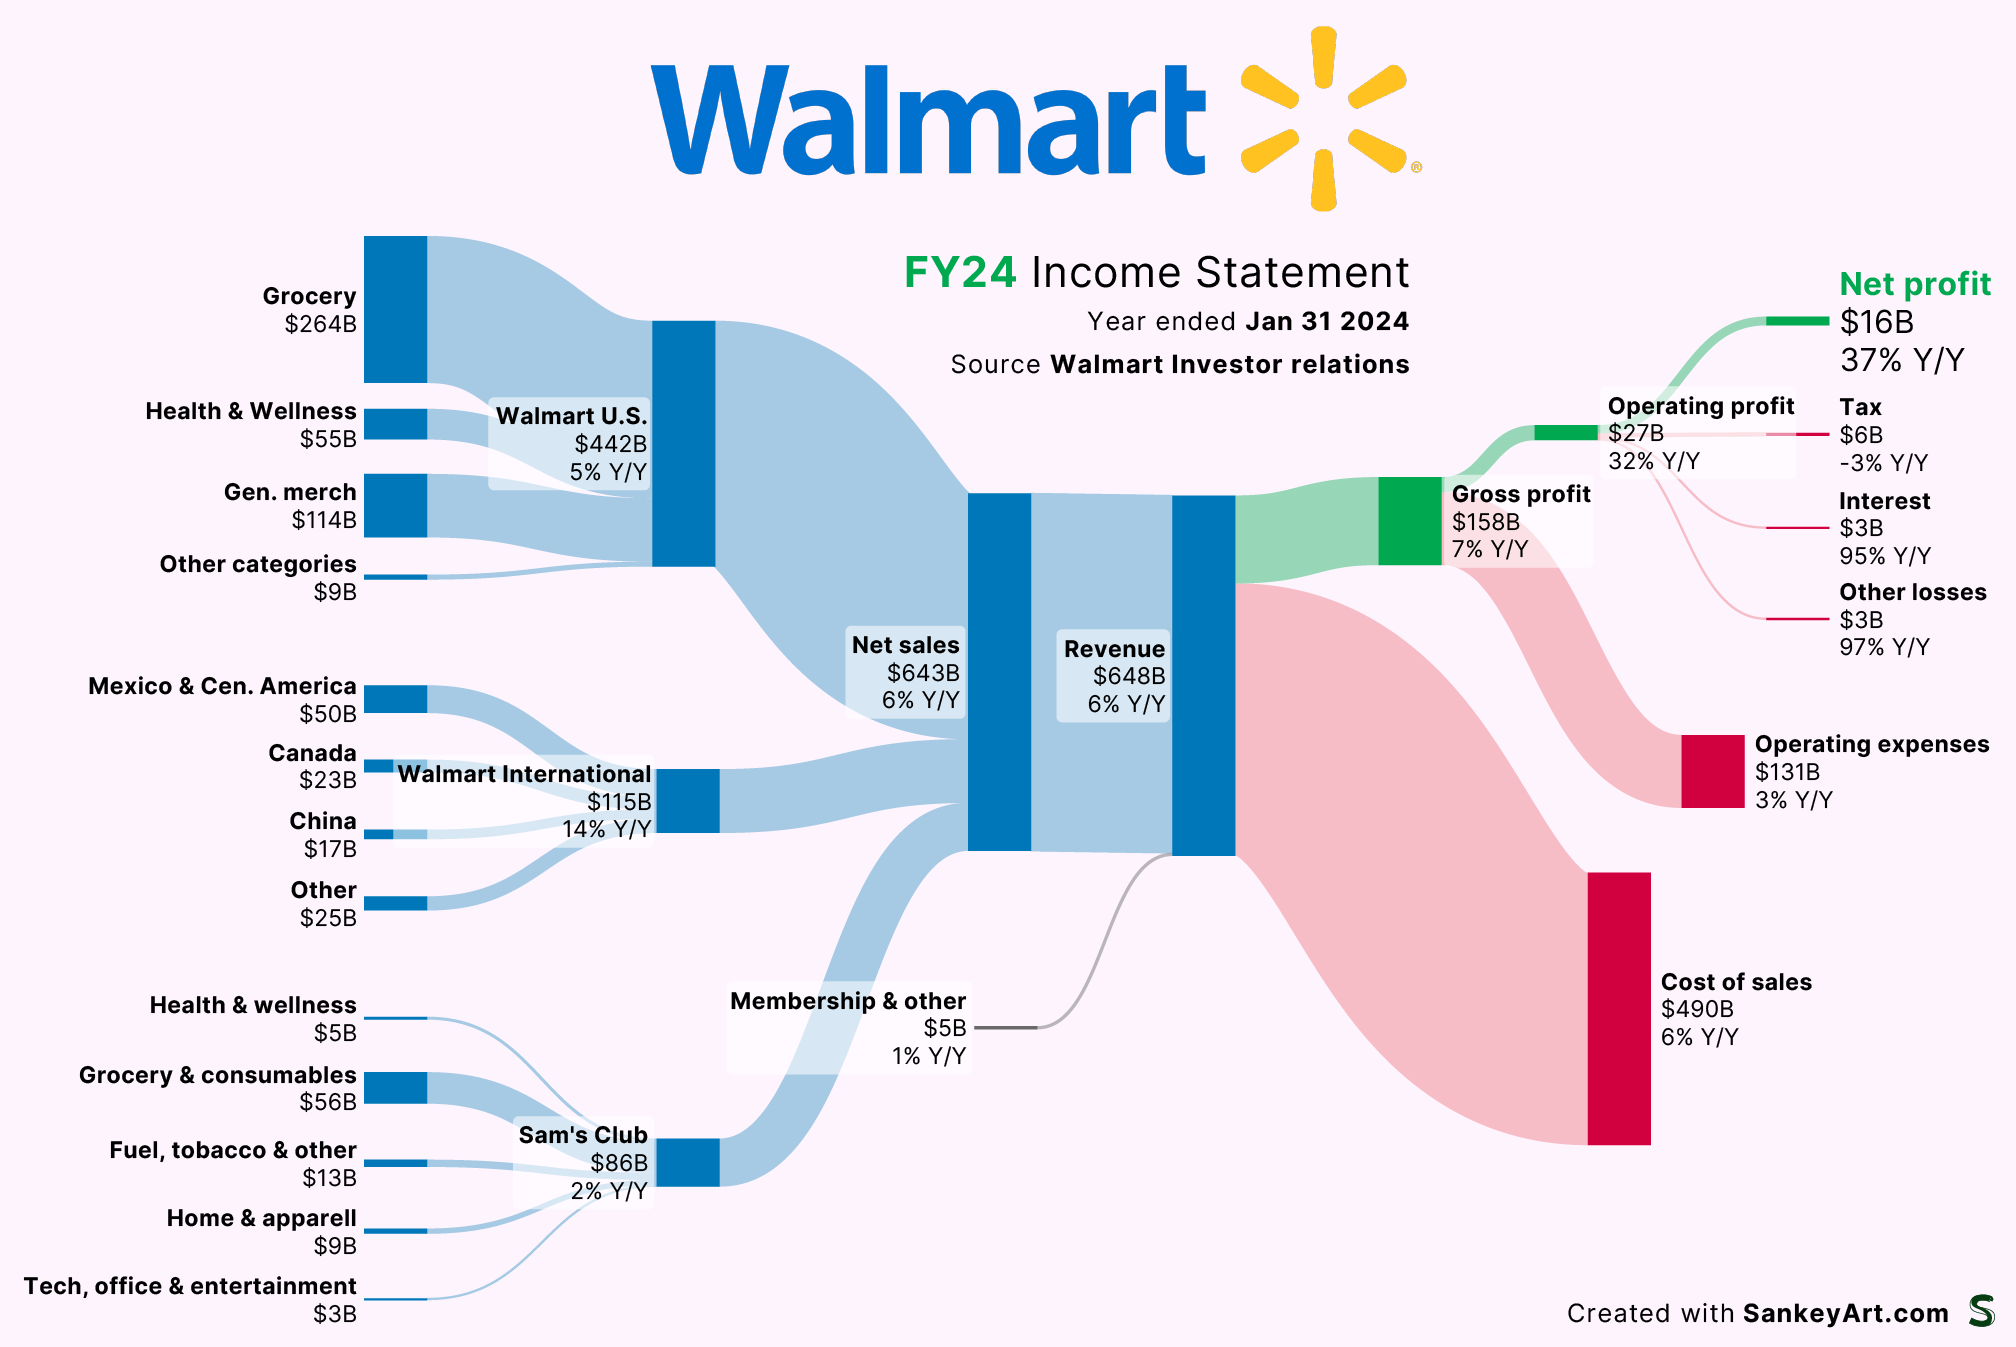 Walmart
®
FY24 Income Statement
Year ended Jan 31 2024
Source Walmart Investor relations
Grocery
$264B
Health & Wellness
$55B
Gen. merch
$114B
Other categories
$9B
Walmart U.S.
$442B
5% Y/Y
Mexico & Cen. America
$50B
Canada
$23B
China
$17B
Other
$25B
Walmart International
$115B
14% Y/Y
Health & wellness
$5B
Grocery & consumables
$56B
Fuel, tobacco & other
$13B
Home & apparell
$9B
Tech, office & entertainment
$3B
Sam's Club
$86B
2% Y/Y
Net sales
$643B
6% Y/Y
Membership & other
$5B
1% Y/Y
Revenue
$648B
6% Y/Y
Gross profit
$158B
7% Y/Y
Operating profit
$27B
32% Y/Y
Net profit
$16B
37% Y/Y
Tax
$6B
-3% Y/Y
Interest
$3B
95% Y/Y
Other losses
$3B
97% Y/Y
Operating expenses
$131B
3% Y/Y
Cost of sales
$490B
6% Y/Y
Created with SankeyArt.com